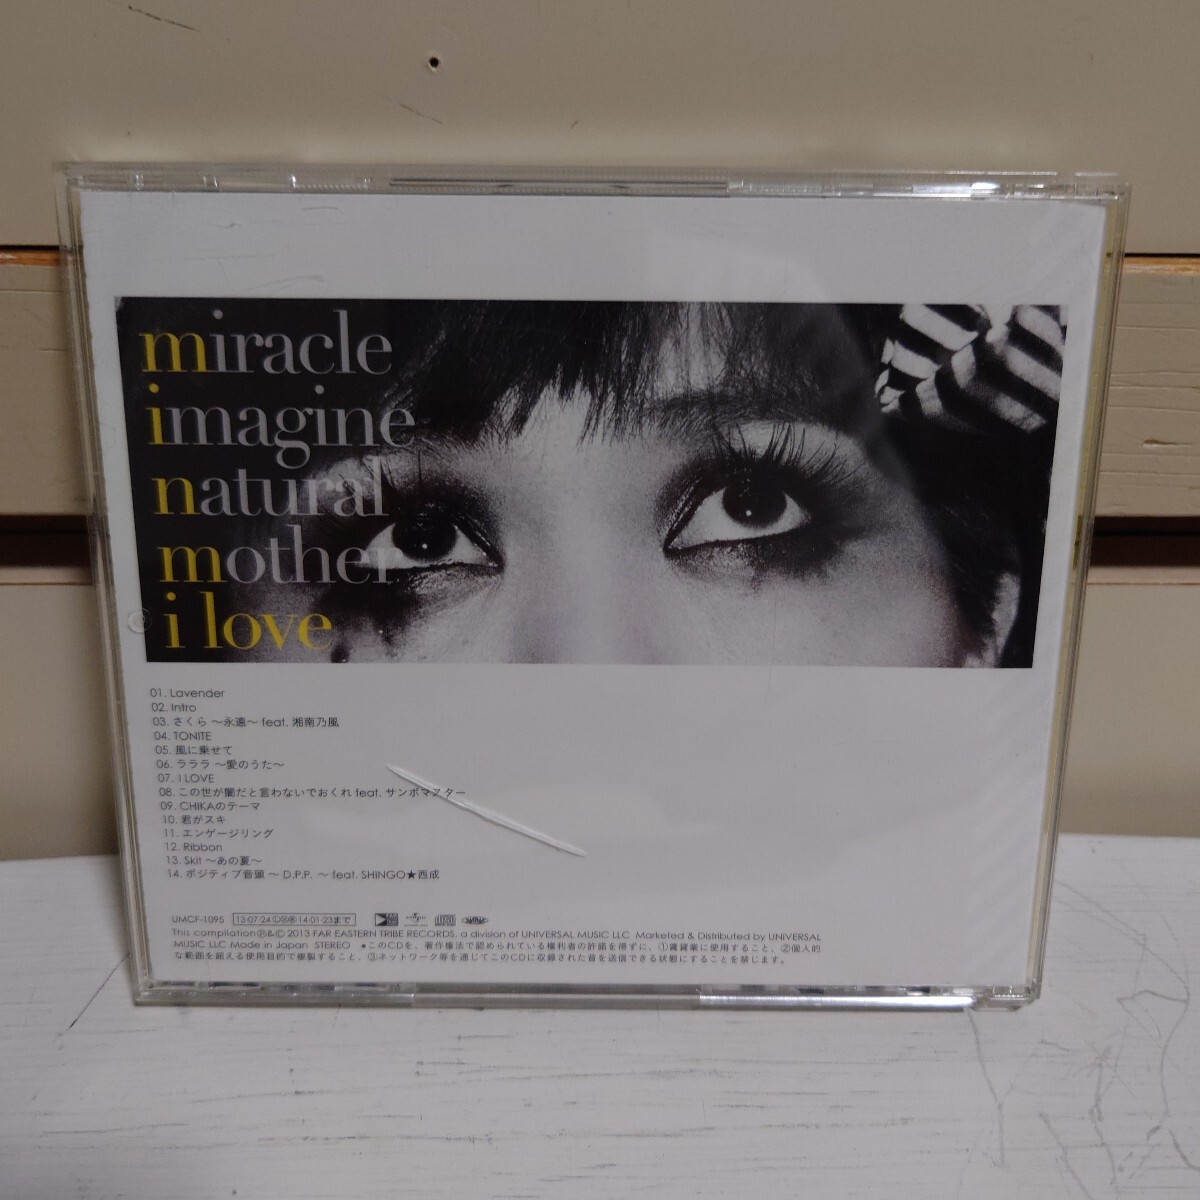 miracle
imagine
natural
mother
i love
01. Lavender
02. Intro
03. さくら ～永遠～ feat. 湘南乃風
04. TONITE
05. 風に乗せて
06. ラララ ～愛のうた～
07. I LOVE
08. この世が闇だと言わないでおくれ feat. サンボマスター
09. CHIKAのテーマ
10. 君がスキ
11. エンゲージリング
12. Ribbon
13. Skit ～あの夏～
14. ポジティブ音頭 ～ D.P.P. ～ feat. SHINGO★西成
UMCF-1095 13･07･24 14･01･23まで
This compilation Ⓟ&© 2013 FAR EASTERN TRIBE RECORDS. a division of UNIVERSAL MUSIC LLC Marketed & Distributed by UNIVERSAL
MUSIC LLC Made in Japan STEREO ●このCDを、著作権法で認められている権利者の許諾を得ずに、①賃貸業に使用すること、②個人的
な範囲を超える使用目的で複製すること、③ネットワーク等を通じてこのCDに収録された音を送信できる状態にすることを禁じます。